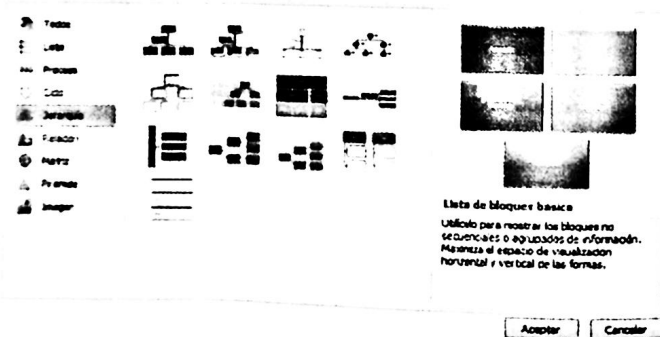 Todos
Lista
Proceso
Ciclo
Jerarquía
Relación
Matriz
Pirámide
Imagen
Lista de bloques básica
Utilícelo para mostrar los bloques no
secuenciales o agrupados de información.
Maximiza el espacio de visualización
horizontal y vertical de las formas.
Aceptar
Cancelar